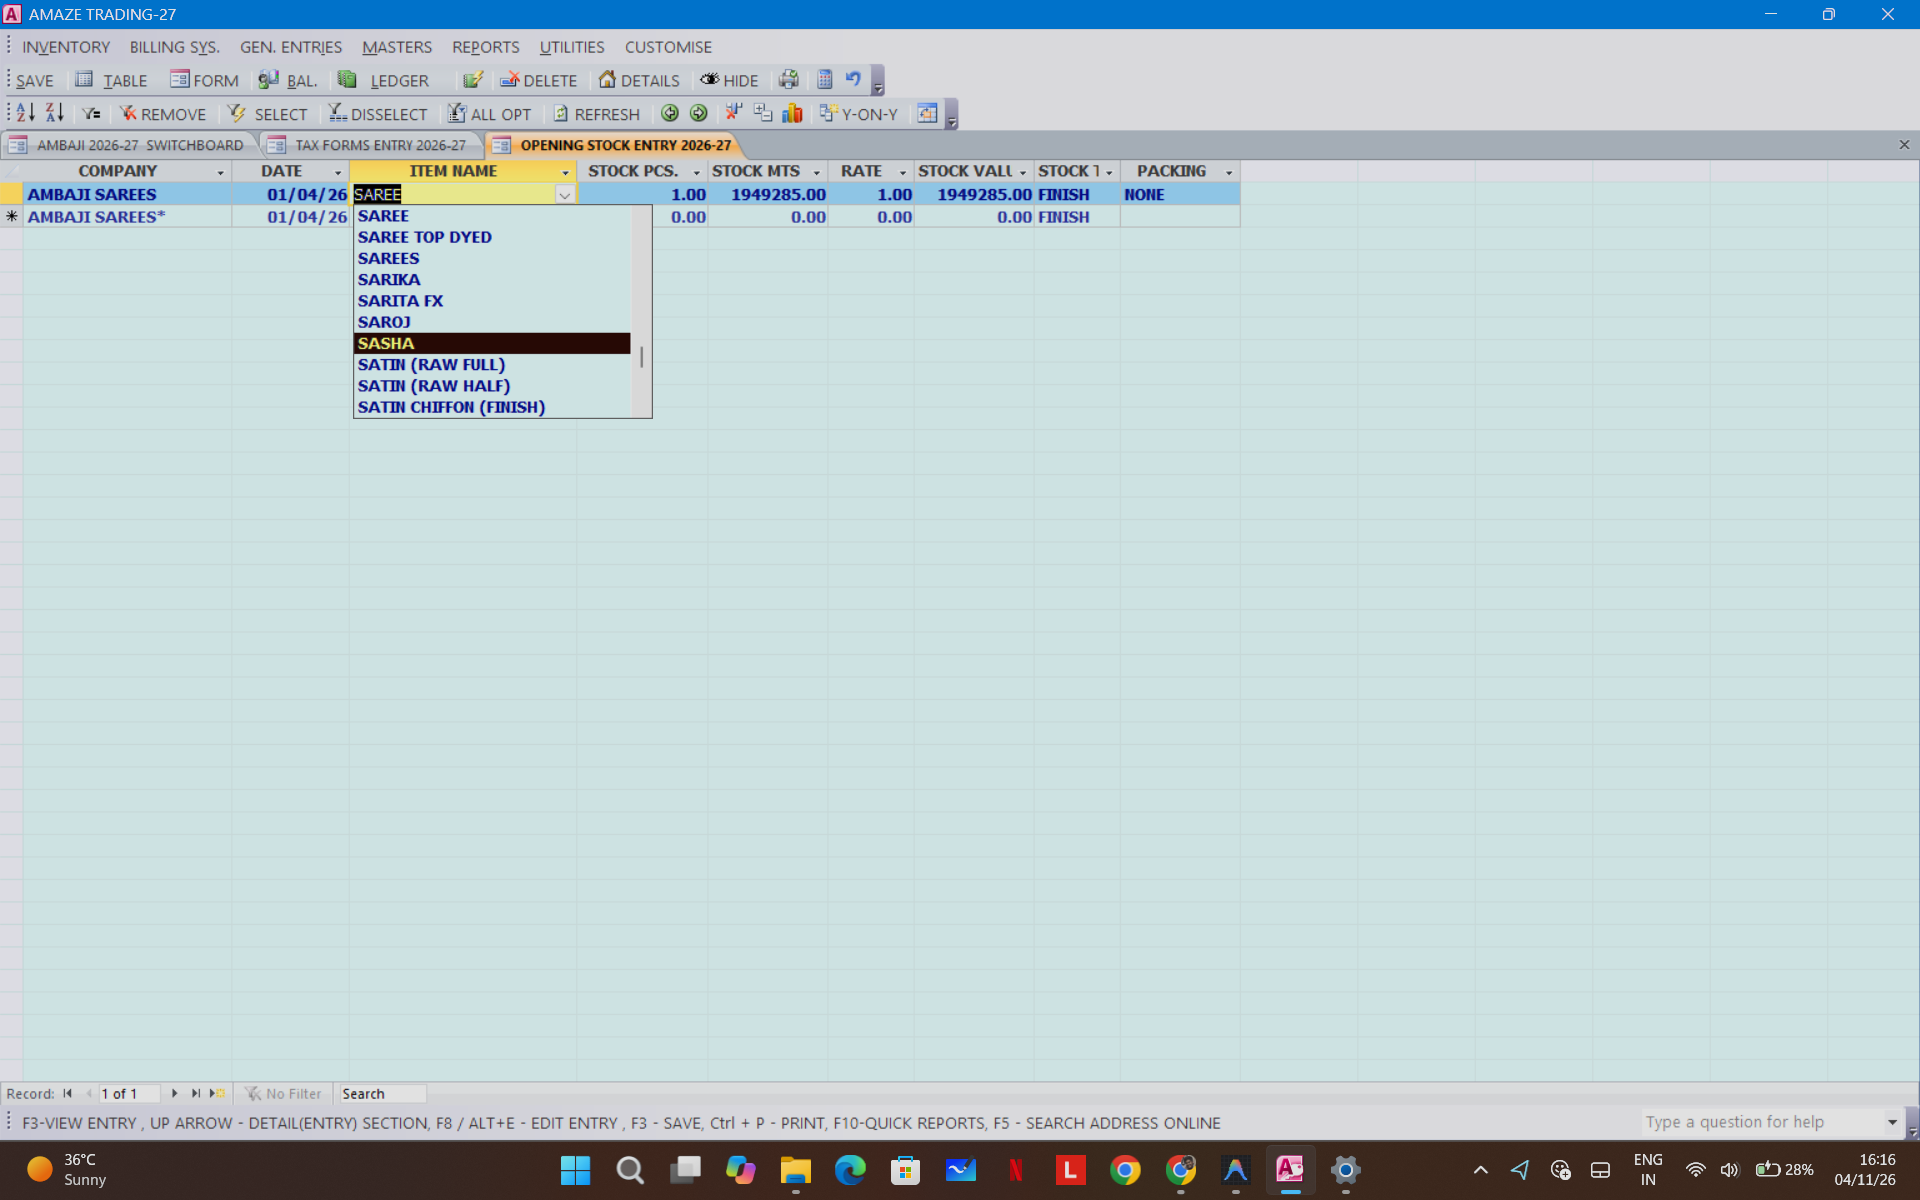 AMAZE TRADING-27
INVENTORY BILLING SYS. GEN. ENTRIES MASTERS REPORTS UTILITIES CUSTOMISE
SAVE TABLE FORM BAL. LEDGER DELETE DETAILS HIDE
REMOVE SELECT DISSELECT ALL OPT REFRESH Y-ON-Y
AMBAJI 2026-27 SWITCHBOARD TAX FORMS ENTRY 2026-27 OPENING STOCK ENTRY 2026-27
COMPANY DATE ITEM NAME STOCK PCS. STOCK MTS RATE STOCK VALU STOCK T PACKING
AMBAJI SAREES 01/04/26 SAREE 1.00 1949285.00 1.00 1949285.00 FINISH NONE
AMBAJI SAREES* 01/04/26 0.00 0.00 0.00 0.00 FINISH
SAREE
SAREE TOP DYED
SAREES
SARIKA
SARITA FX
SAROJ
SASHA
SATIN (RAW FULL)
SATIN (RAW HALF)
SATIN CHIFFON (FINISH)
Record: 1 of 1 No Filter Search
F3-VIEW ENTRY , UP ARROW - DETAIL(ENTRY) SECTION, F8 / ALT+E - EDIT ENTRY , F3 - SAVE, Ctrl + P - PRINT, F10-QUICK REPORTS, F5 - SEARCH ADDRESS ONLINE Type a question for help
36°C
Sunny
ENG
IN
28%
16:16
04/11/26